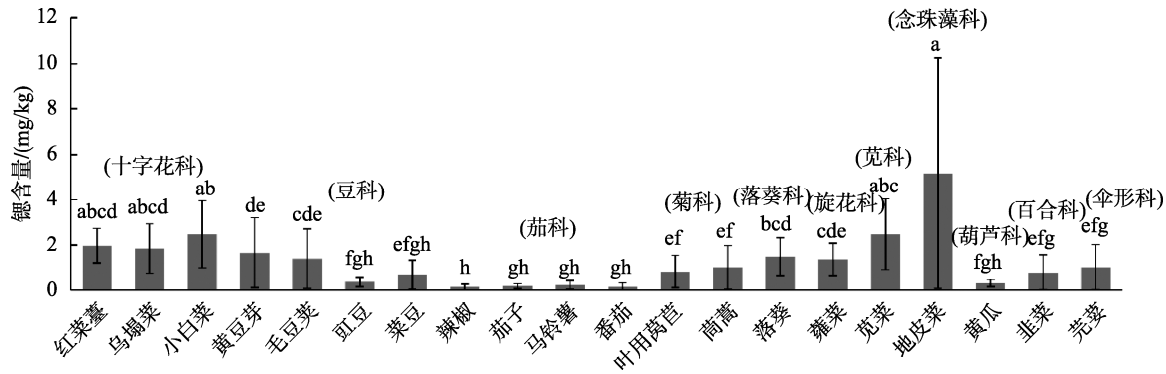 锶含量/(mg/kg)
12
10
8
6
4
2
0
(十字花科)
(豆科)
(茄科)
(菊科)
(落葵科)
(旋花科)
(苋科)
(念珠藻科)
(葫芦科)
(百合科)
(伞形科)
abcd
abcd
ab
de
cde
fgh
efgh
h
gh
gh
gh
ef
ef
bcd
cde
abc
a
fgh
efg
efg
红菜薹
乌塌菜
小白菜
黄豆芽
毛豆荚
豇豆
菜豆
辣椒
茄子
马铃薯
番茄
叶用莴苣
茼蒿
落葵
蕹菜
苋菜
地皮菜
黄瓜
韭菜
芫荽